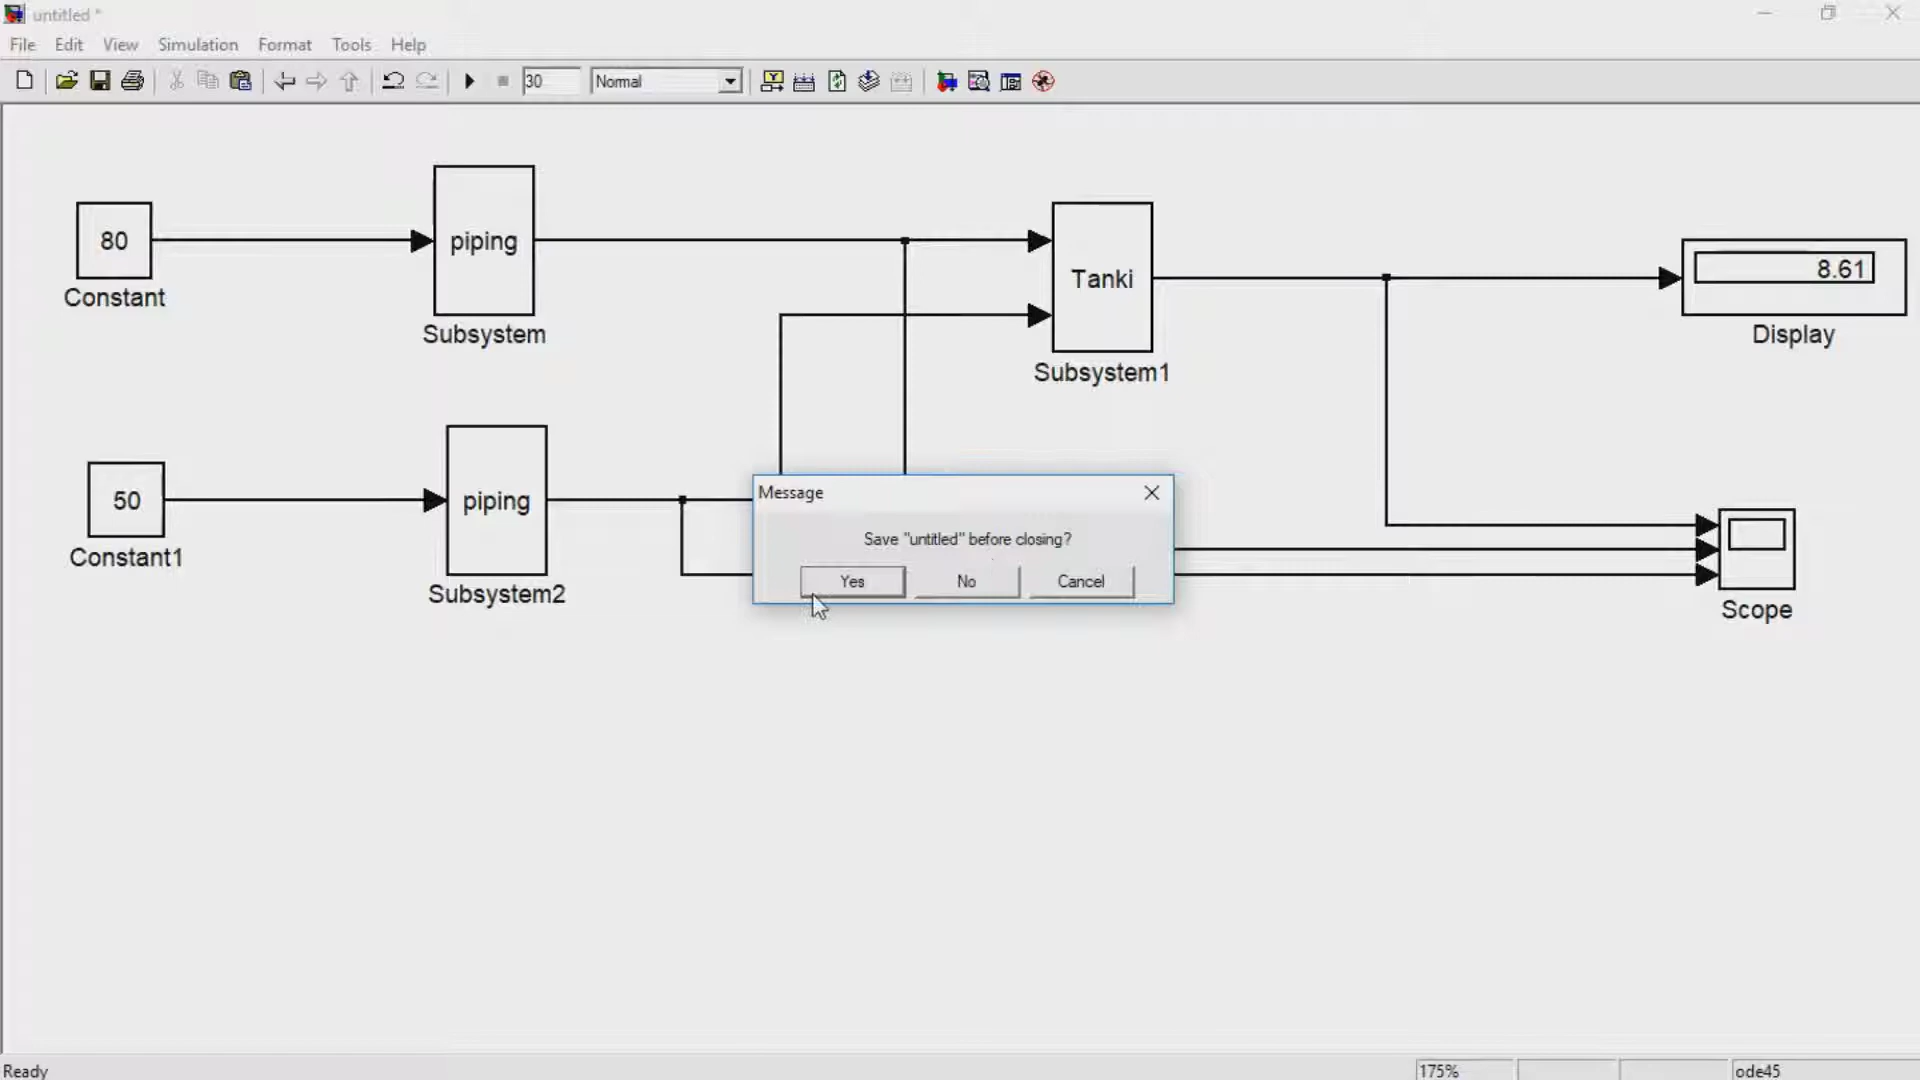 untitled *
File Edit View Simulation Format Tools Help
30 Normal
80
Constant
piping
Subsystem
Tanki
Subsystem1
8.61
Display
50
Constant1
piping
Subsystem2
Message
Save "untitled" before closing?
Yes No Cancel
Scope
Ready 175% ode45